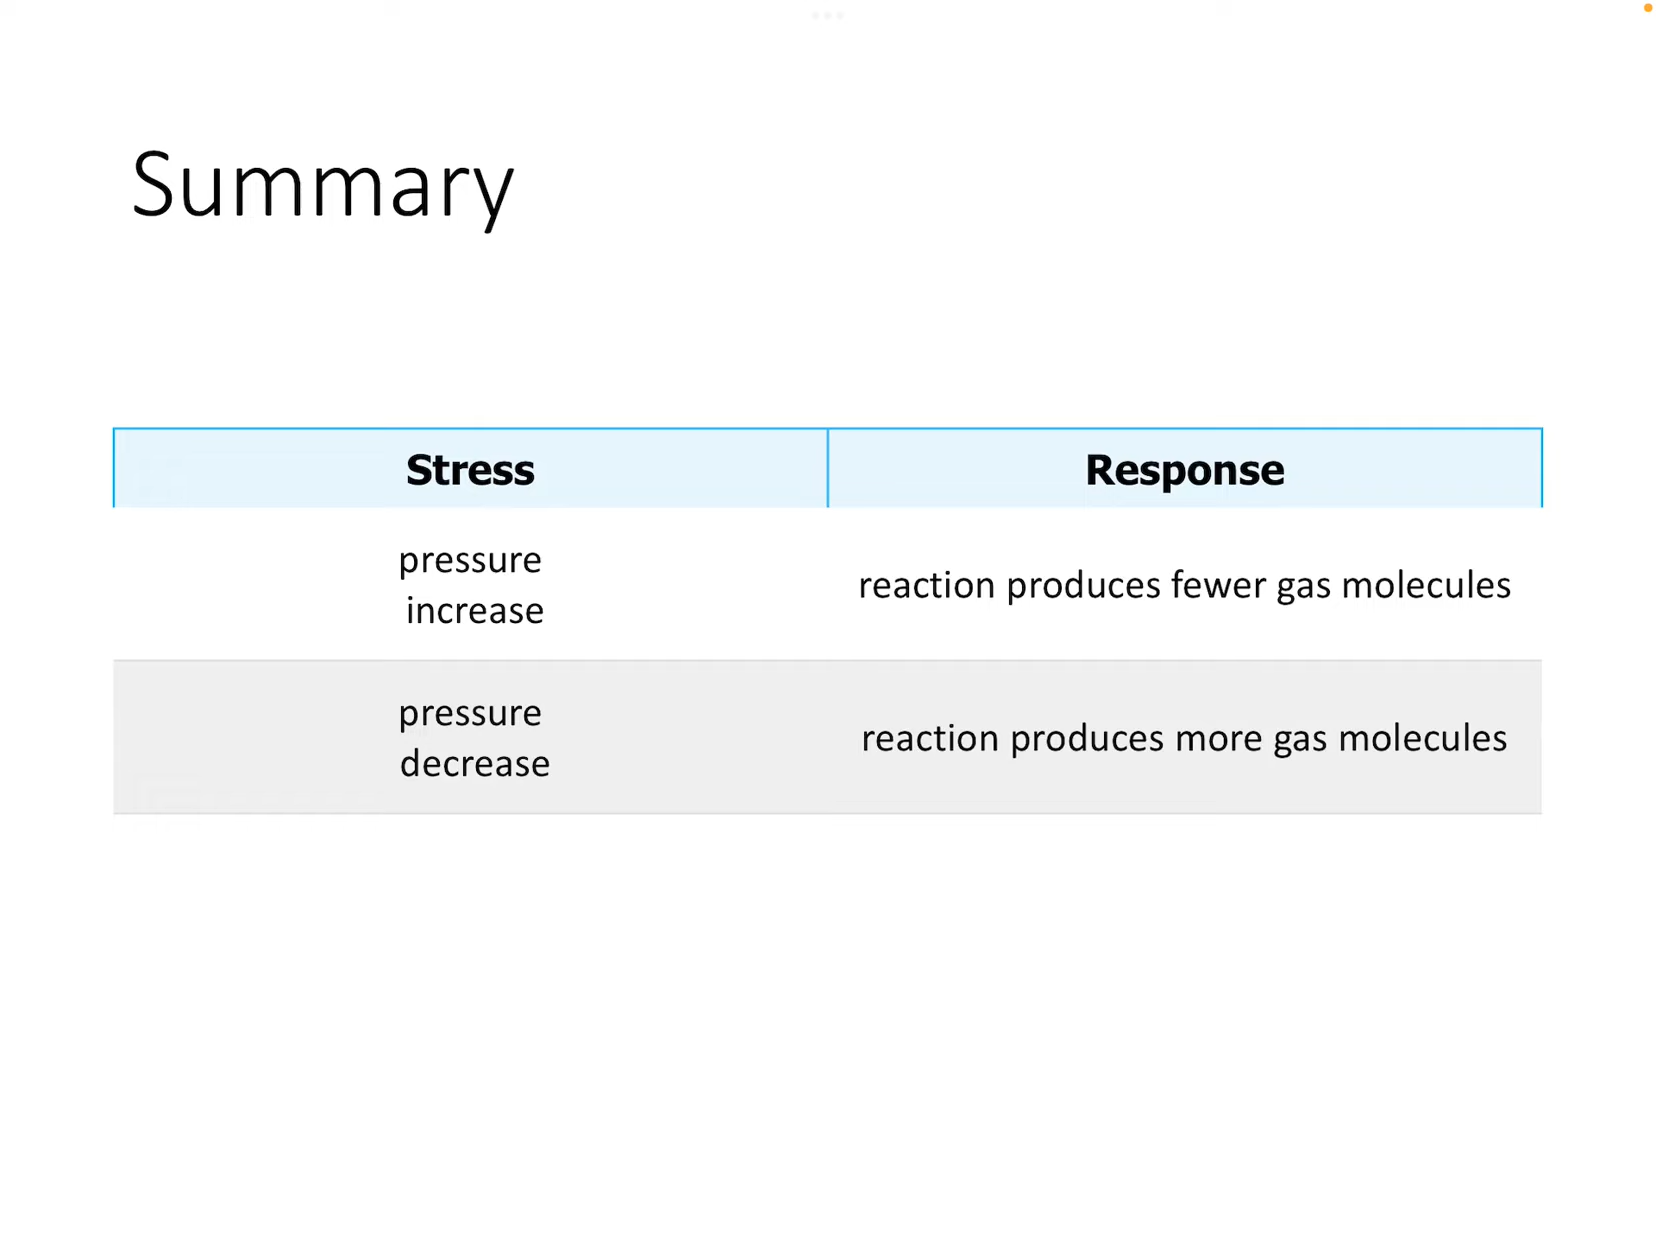 Summary
Stress
Response
pressure
increase
reaction produces fewer gas molecules
pressure
decrease
reaction produces more gas molecules